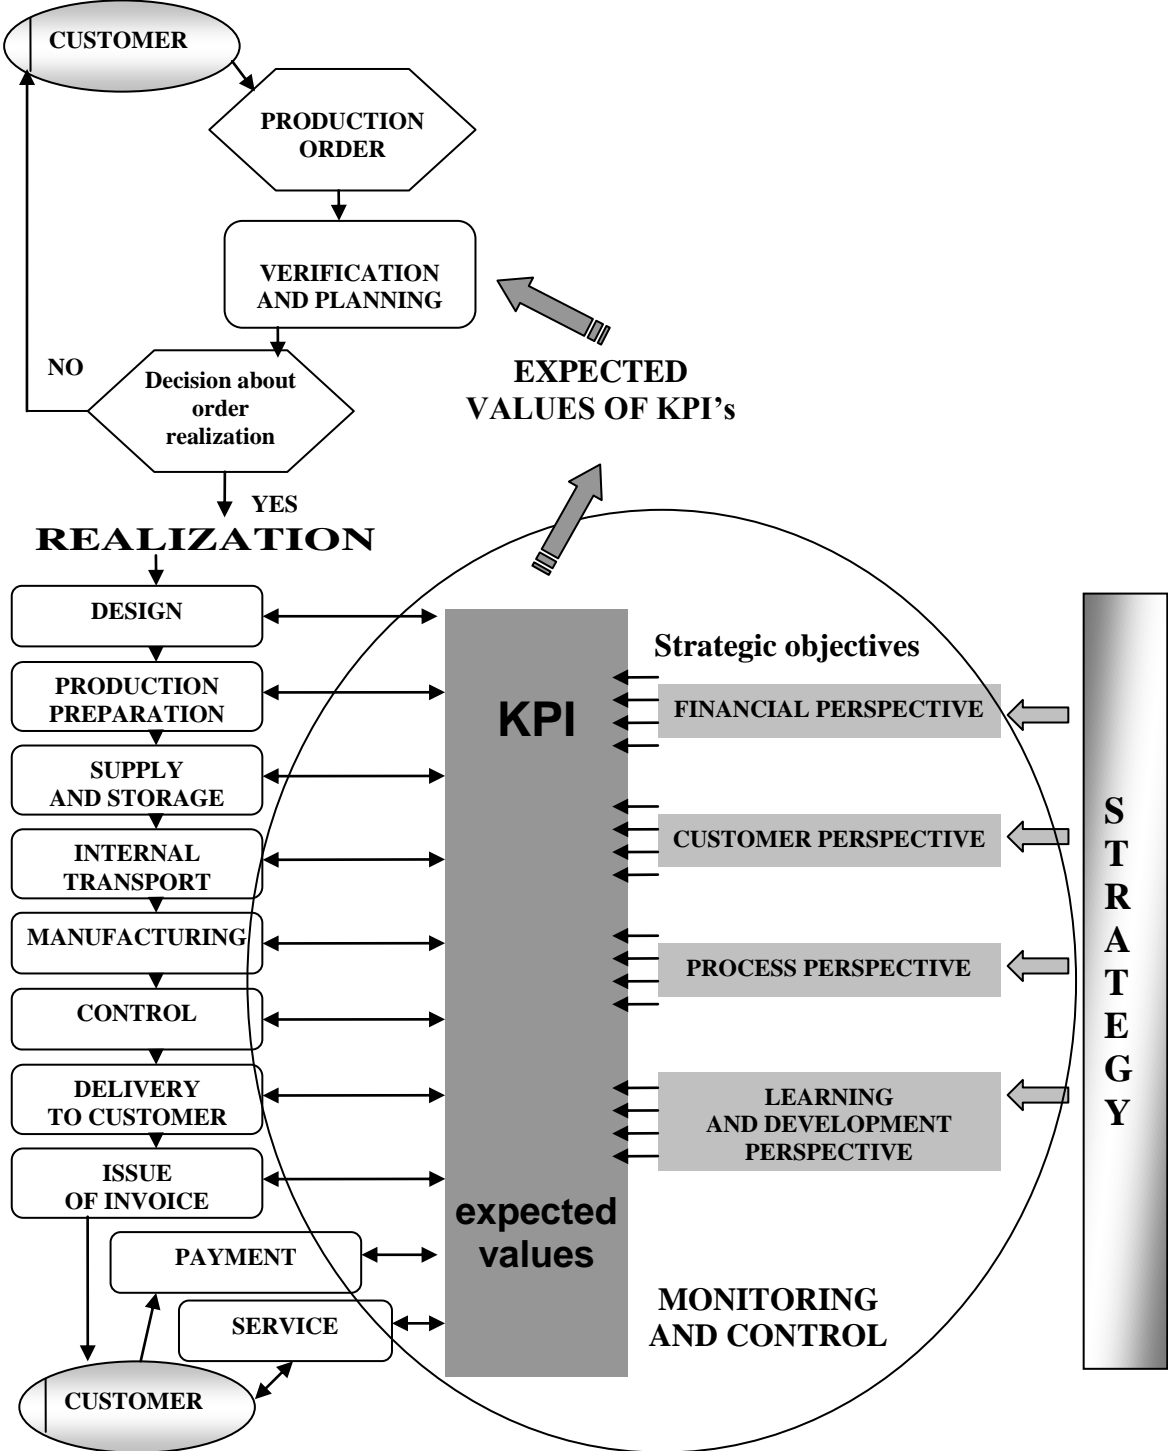 CUSTOMER
PRODUCTION
ORDER
VERIFICATION
AND PLANNING
EXPECTED
VALUES OF KPI's
NO
Decision about
order
realization
YES
REALIZATION
DESIGN
PRODUCTION
PREPARATION
SUPPLY
AND STORAGE
INTERNAL
TRANSPORT
MANUFACTURING
CONTROL
DELIVERY
TO CUSTOMER
ISSUE
OF INVOICE
PAYMENT
SERVICE
CUSTOMER
KPI
expected
values
Strategic objectives
FINANCIAL PERSPECTIVE
CUSTOMER PERSPECTIVE
PROCESS PERSPECTIVE
LEARNING
AND DEVELOPMENT
PERSPECTIVE
MONITORING
AND CONTROL
STRATEGY